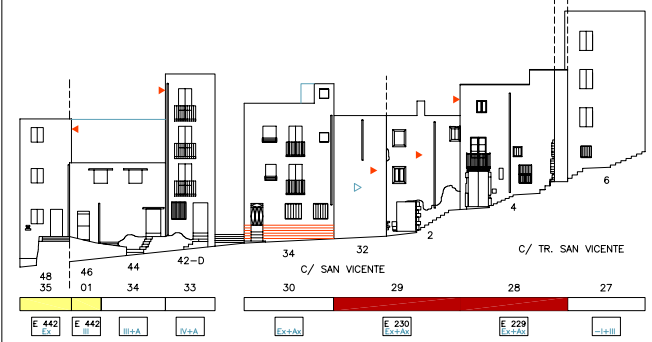 6
4
C/ TR. SAN VICENTE
2
34 32
C/ SAN VICENTE
48 46 44 42-D
35 01 34 33 30 29 28 27
E 442 E 442 E 230 E 229
Ex III III+A IV+A Ex+Ax Ex+Ax Ex+Ax -I+III